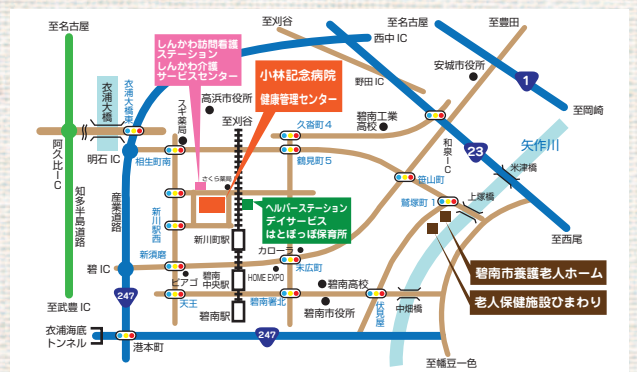 至名古屋
至刈谷
至名古屋
至豊田
西中 IC
しんかわ訪問看護
ステーション
しんかわ介護
サービスセンター
小林記念病院
健康管理センター
野田 IC
安城市役所
1
至岡崎
衣浦大橋
衣浦大橋東
スギ薬局
高浜市役所
至刈谷
久沓町4
碧南工業
高校
和泉IC
23
矢作川
阿久比IC
明石 IC
相生町南
鶴見町5
米津橋
さくら薬局
笹山町
知多半島道路
産業道路
鷲塚町1
上塚橋
新川町駅西
ヘルパーステーション
デイサービス
はとぽっぽ保育所
至西尾
新川町駅
カローラ
新須磨
碧 IC
ピアゴ
碧南
中央駅
HOME EXPO
末広町
碧南市養護老人ホーム
老人保健施設ひまわり
247
天王
碧南署北
碧南高校
伏見屋
中畑橋
至武豊 IC
碧南駅
碧南市役所
衣浦海底
トンネル
港本町
247
至幡豆一色